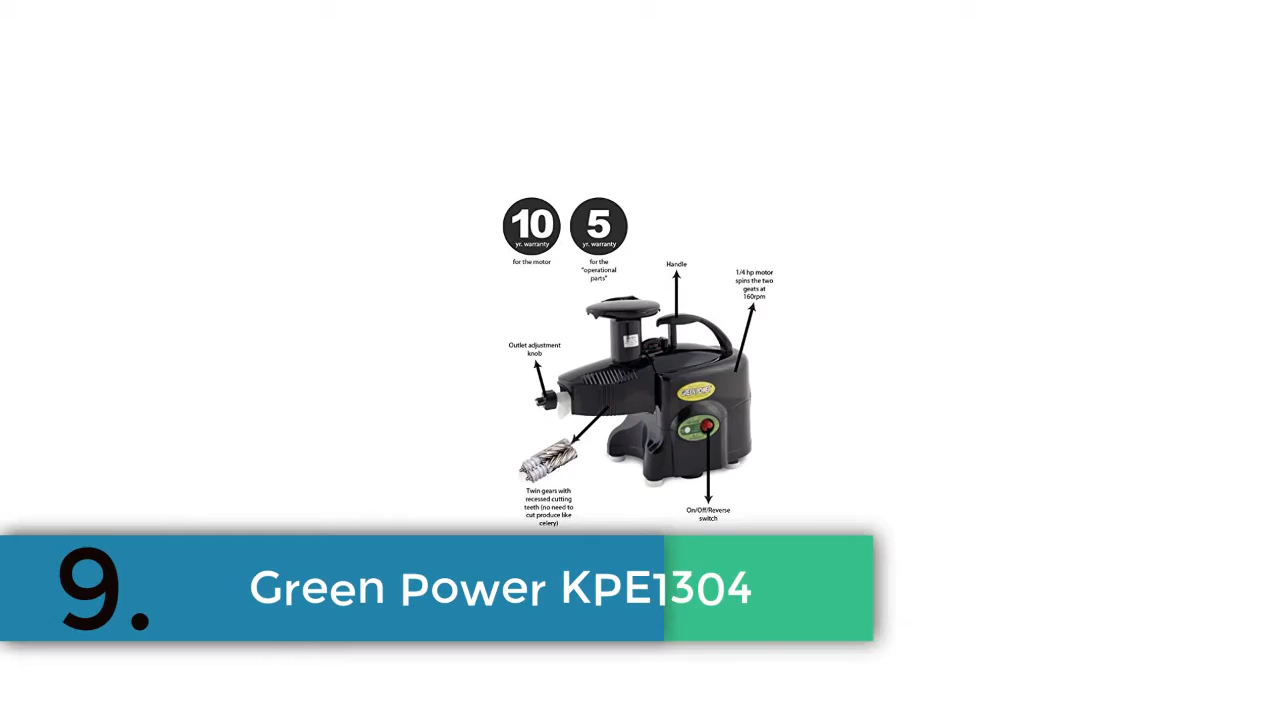 10
yr. warranty
for the motor
5
yr. warranty
for the
"operational
parts"
Handle
1/4 hp motor
spins the two
geats at
160rpm
Outlet adjustment
knob
Twin gears with
recessed cutting
teeth (no need to
cut produce like
celery)
On/Off/Reverse
switch
9.
Green Power KPE1304